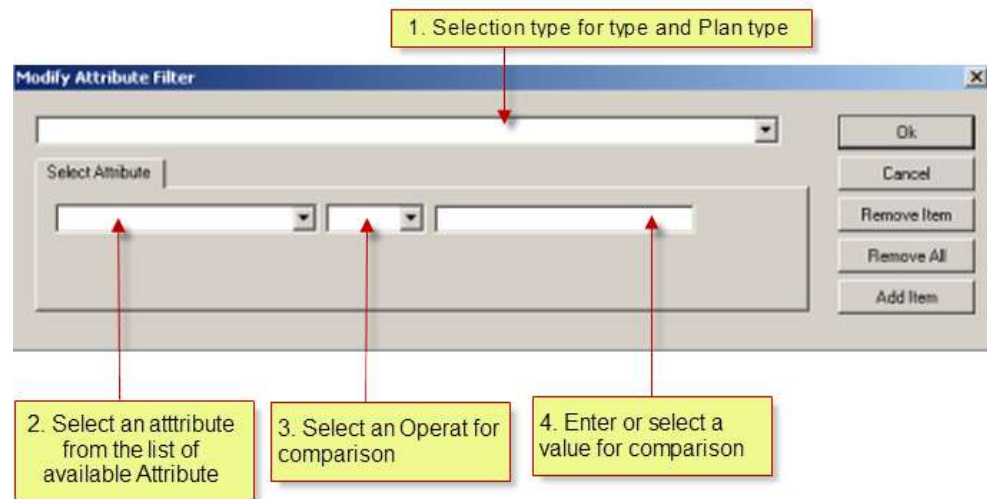 1. Selection type for type and Plan type
Modify Attribute Filter
Ok
Select Attribute
Cancel
Remove Item
Remove All
Add Item
2. Select an atttribute
from the list of
available Attribute
3. Select an Operat for
comparison
4. Enter or select a
value for comparison